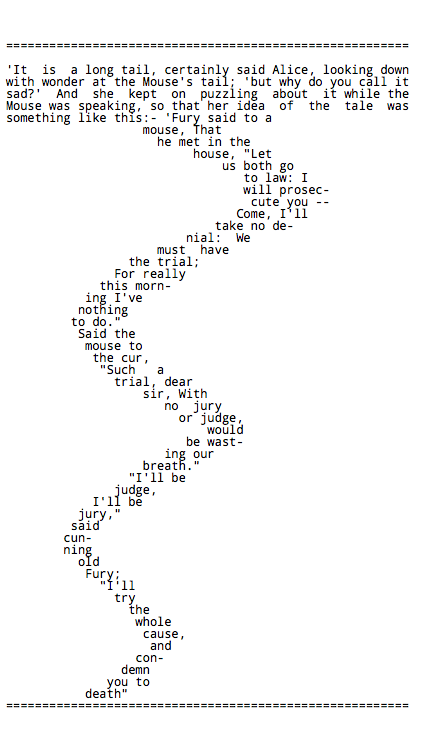 ========================================================
'It is a long tail, certainly said Alice, looking down
with wonder at the Mouse's tail; 'but why do you call it
sad?' And she kept on puzzling about it while the
Mouse was speaking, so that her idea of the tale was
something like this:- 'Fury said to a
mouse, That
he met in the
house, "Let
us both go
to law: I
will prosec-
cute you --
Come, I'll
take no de-
nial: We
must have
the trial;
For really
this morn-
ing I've
nothing
to do."
Said the
mouse to
the cur,
"Such a
trial, dear
sir, With
no jury
or judge,
would
be wast-
ing our
breath."
"I'll be
judge,
I'll be
jury,"
said
cun-
ning
old
Fury;
"I'll
try
the
whole
cause,
and
con-
demn
you to
death"
========================================================